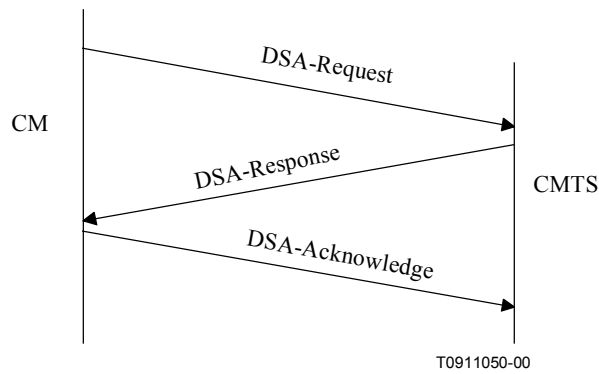 DSA-Request
CM
DSA-Response
CMTS
DSA-Acknowledge
T0911050-00